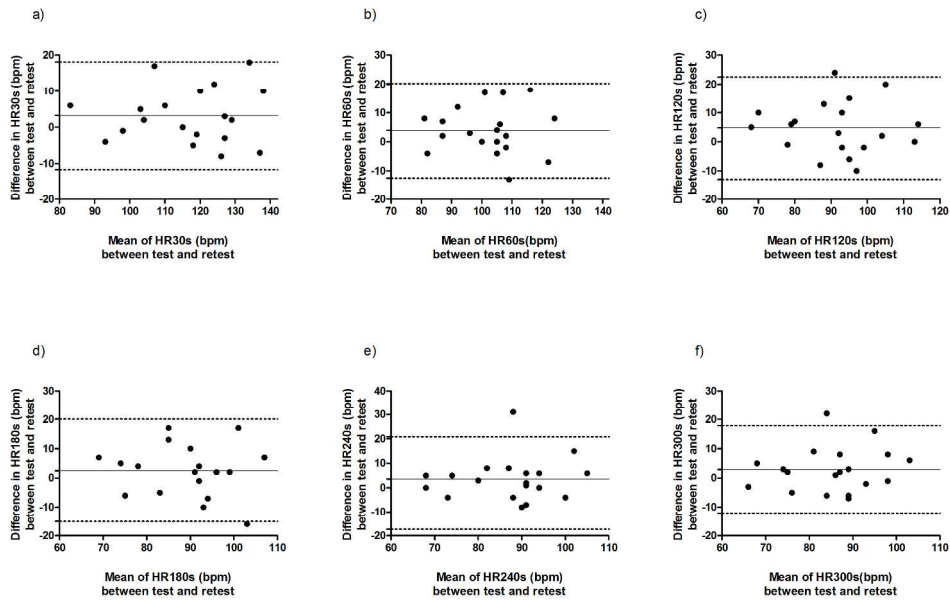 a)
Difference in HR30s (bpm)
between test and retest
20
10
0
-10
-20
80 90 100 110 120 130 140
Mean of HR30s (bpm)
between test and retest
b)
Difference in HR60s (bpm)
between test and retest
30
20
10
0
-10
-20
70 80 90 100 110 120 130 140
Mean of HR60s(bpm)
between test and retest
c)
Difference in HR120s (bpm)
between test and retest
30
20
10
0
-10
-20
60 70 80 90 100 110 120
Mean of HR120s (bpm)
between test and retest
d)
Difference in HR180s (bpm)
between test and retest
30
20
10
0
-10
-20
60 70 80 90 100 110
Mean of HR180s (bpm)
between test and retest
e)
Difference in HR240s (bpm)
between test and retest
40
30
20
10
0
-10
-20
60 70 80 90 100 110
Mean of HR240s (bpm)
between test and retest
f)
Difference in HR300s (bpm)
between test and retest
30
20
10
0
-10
-20
60 70 80 90 100 110
Mean of HR300s(bpm)
between test and retest